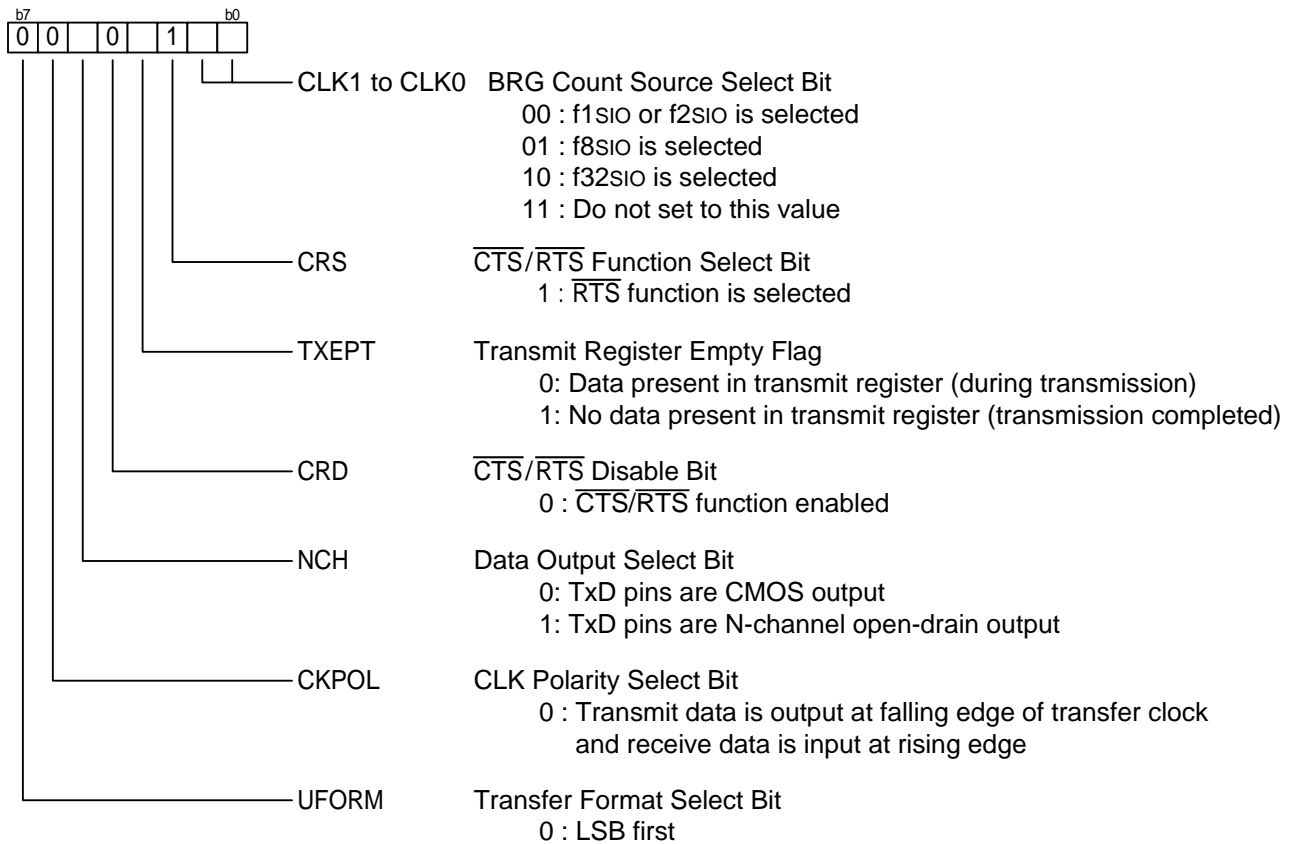 b7 b0
0 0 0 1
CLK1 to CLK0 BRG Count Source Select Bit
00 : f1SIO or f2SIO is selected
01 : f8SIO is selected
10 : f32SIO is selected
11 : Do not set to this value
CRS CTS/RTS Function Select Bit
1 : RTS function is selected
TXEPT Transmit Register Empty Flag
0: Data present in transmit register (during transmission)
1: No data present in transmit register (transmission completed)
CRD CTS/RTS Disable Bit
0 : CTS/RTS function enabled
NCH Data Output Select Bit
0: TxD pins are CMOS output
1: TxD pins are N-channel open-drain output
CKPOL CLK Polarity Select Bit
0 : Transmit data is output at falling edge of transfer clock
and receive data is input at rising edge
UFORM Transfer Format Select Bit
0 : LSB first